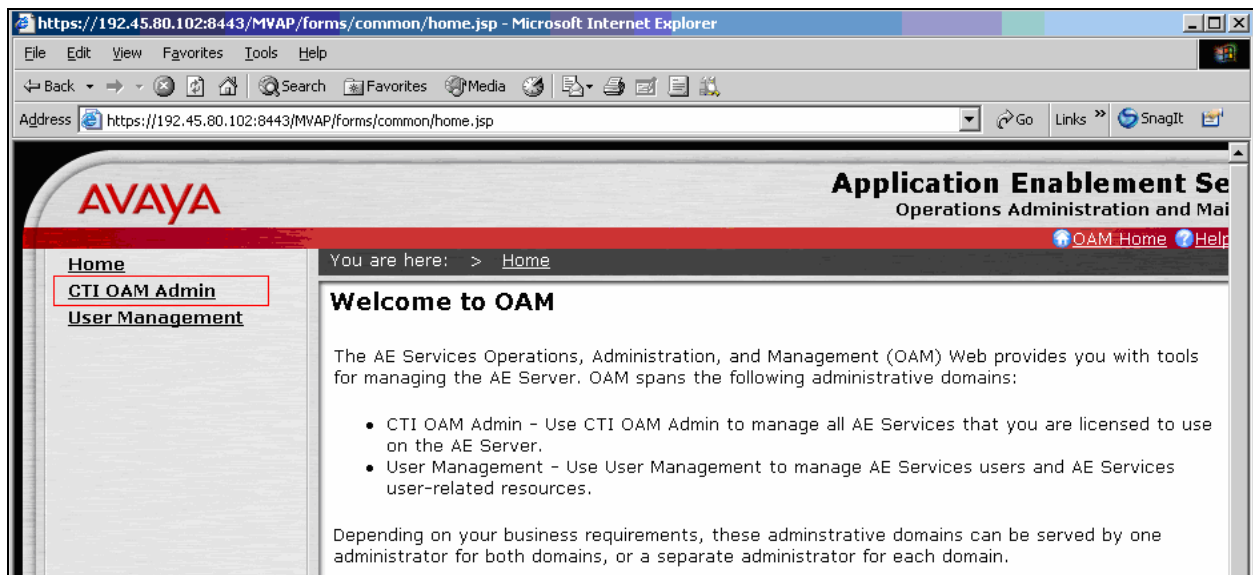 https://192.45.80.102:8443/MVAP/forms/common/home.jsp - Microsoft Internet Explorer
File Edit View Favorites Tools Help
Back Search Favorites Media
Address https://192.45.80.102:8443/MVAP/forms/common/home.jsp Go Links » SnagIt
AVAYA
Application Enablement Se
Operations Administration and Mai
OAM Home Help
Home
CTI OAM Admin
User Management
You are here: > Home
Welcome to OAM
The AE Services Operations, Administration, and Management (OAM) Web provides you with tools
for managing the AE Server. OAM spans the following administrative domains:
• CTI OAM Admin - Use CTI OAM Admin to manage all AE Services that you are licensed to use
on the AE Server.
• User Management - Use User Management to manage AE Services users and AE Services
user-related resources.
Depending on your business requirements, these adminstrative domains can be served by one
administrator for both domains, or a separate administrator for each domain.